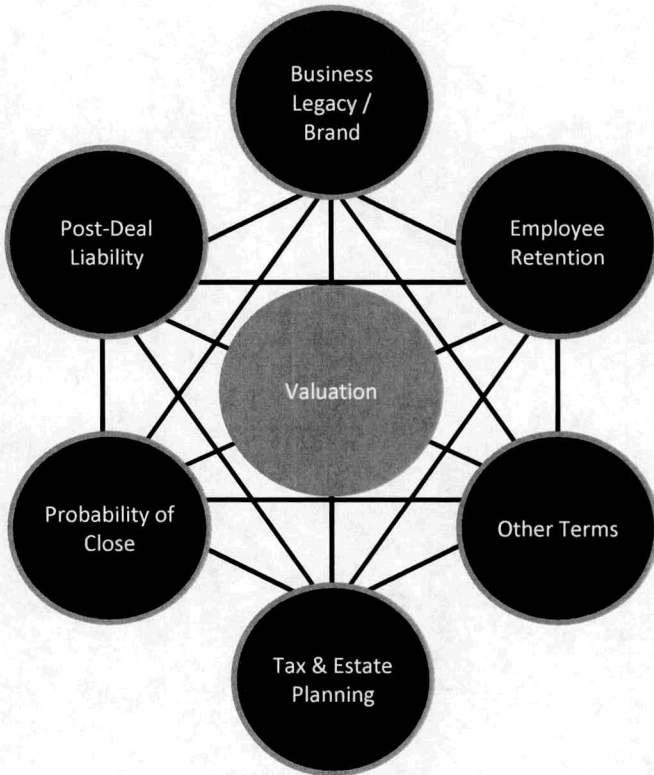 Business
Legacy /
Brand
Post-Deal
Liability
Employee
Retention
Valuation
Probability of
Close
Other Terms
Tax & Estate
Planning